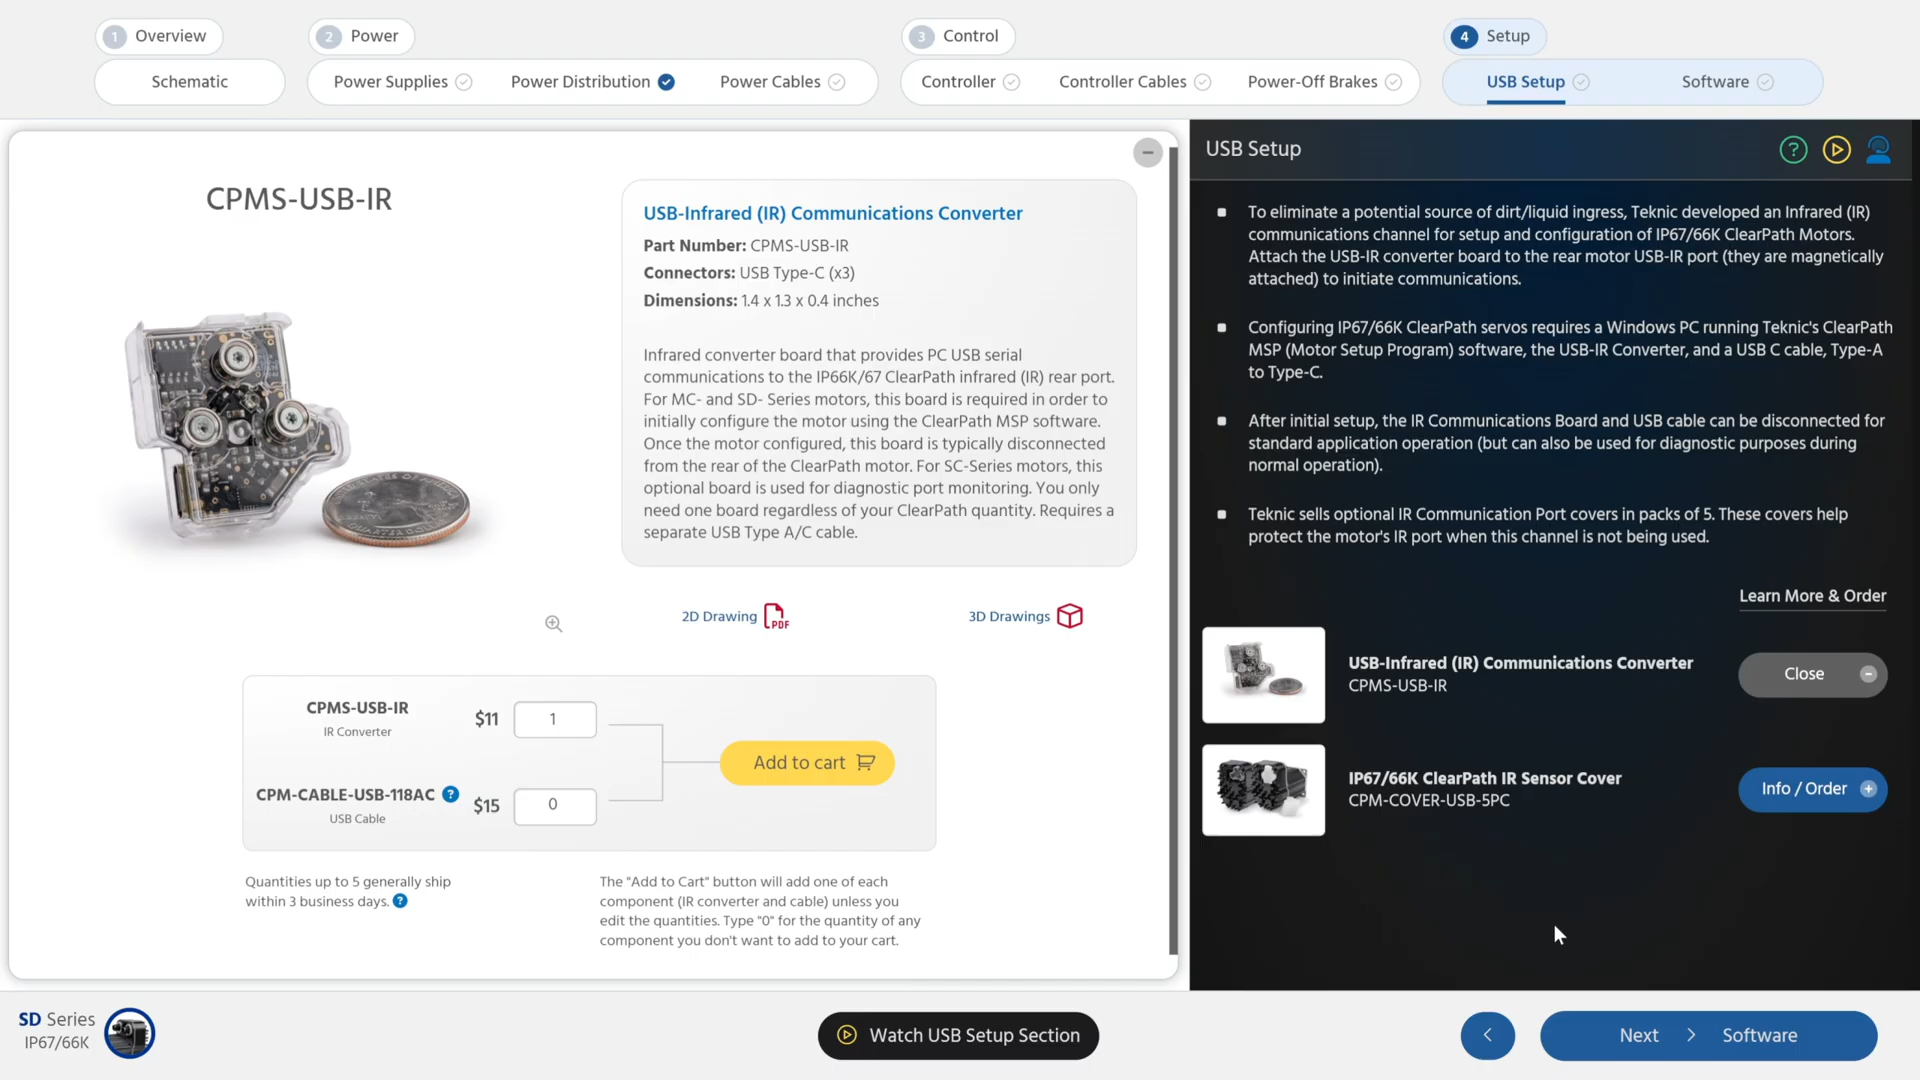 1 Overview
2 Power
3 Control
4 Setup
Schematic
Power Supplies
Power Distribution
Power Cables
Controller
Controller Cables
Power-Off Brakes
USB Setup
Software
CPMS-USB-IR
USB-Infrared (IR) Communications Converter
Part Number: CPMS-USB-IR
Connectors: USB Type-C (x3)
Dimensions: 1.4 x 1.3 x 0.4 inches
Infrared converter board that provides PC USB serial
communications to the IP66K/67 ClearPath infrared (IR) rear port.
For MC- and SD- Series motors, this board is required in order to
initially configure the motor using the ClearPath MSP software.
Once the motor configured, this board is typically disconnected
from the rear of the ClearPath motor. For SC-Series motors, this
optional board is used for diagnostic port monitoring. You only
need one board regardless of your ClearPath quantity. Requires a
separate USB Type A/C cable.
2D Drawing PDF
3D Drawings
CPMS-USB-IR
IR Converter
$11
1
CPM-CABLE-USB-118AC ?
USB Cable
$15
0
Add to cart
Quantities up to 5 generally ship
within 3 business days. ?
The "Add to Cart" button will add one of each
component (IR converter and cable) unless you
edit the quantities. Type "0" for the quantity of any
component you don't want to add to your cart.
USB Setup
?
To eliminate a potential source of dirt/liquid ingress, Teknic developed an Infrared (IR)
communications channel for setup and configuration of IP67/66K ClearPath Motors.
Attach the USB-IR converter board to the rear motor USB-IR port (they are magnetically
attached) to initiate communications.
Configuring IP67/66K ClearPath servos requires a Windows PC running Teknic's ClearPath
MSP (Motor Setup Program) software, the USB-IR Converter, and a USB C cable, Type-A
to Type-C.
After initial setup, the IR Communications Board and USB cable can be disconnected for
standard application operation (but can also be used for diagnostic purposes during
normal operation).
Teknic sells optional IR Communication Port covers in packs of 5. These covers help
protect the motor's IR port when this channel is not being used.
Learn More & Order
USB-Infrared (IR) Communications Converter
CPMS-USB-IR
Close
IP67/66K ClearPath IR Sensor Cover
CPM-COVER-USB-5PC
Info / Order
SD Series
IP67/66K
Watch USB Setup Section
Next > Software